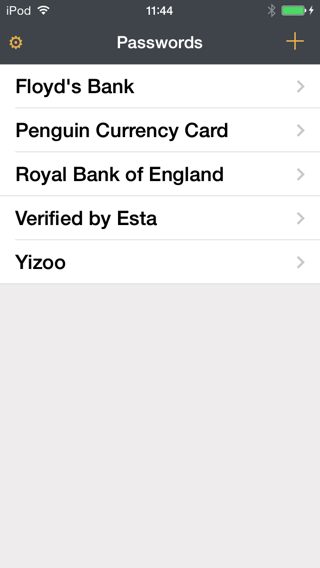 iPod 11:44
Passwords
Floyd's Bank
Penguin Currency Card
Royal Bank of England
Verified by Esta
Yizoo